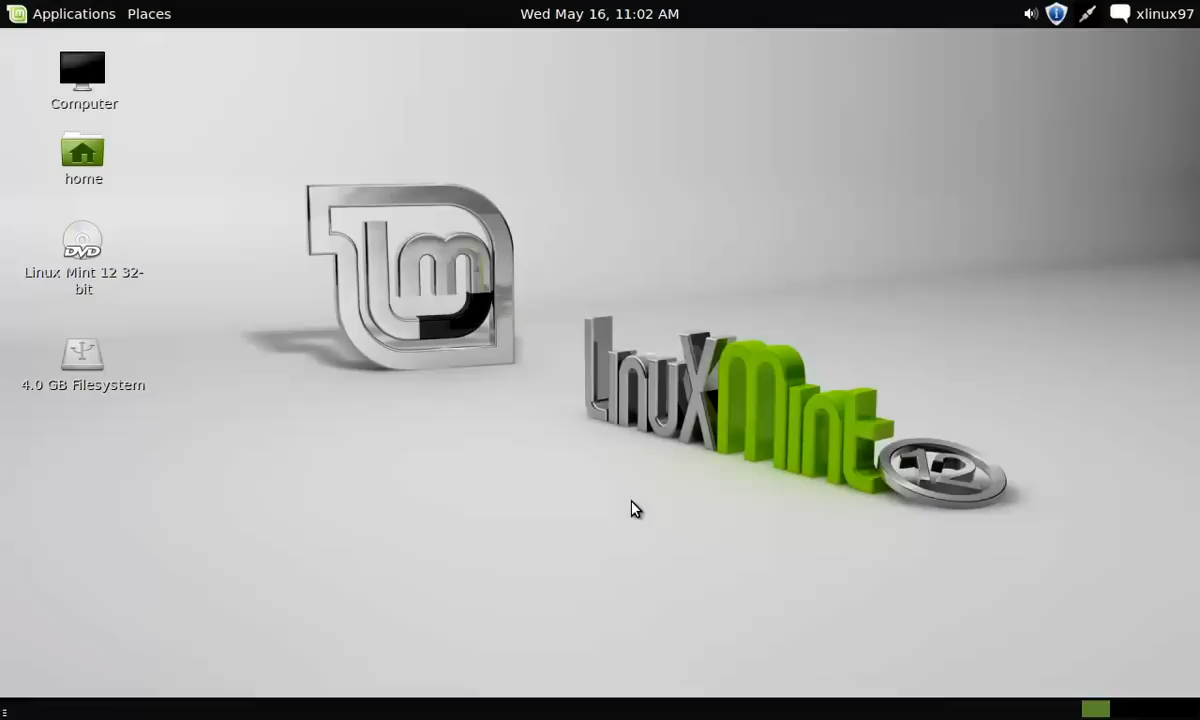 Applications Places Wed May 16, 11:02 AM xlinux97
Computer
home
Linux Mint 12 32-
bit
4.0 GB Filesystem
lm
LinuxMint 12